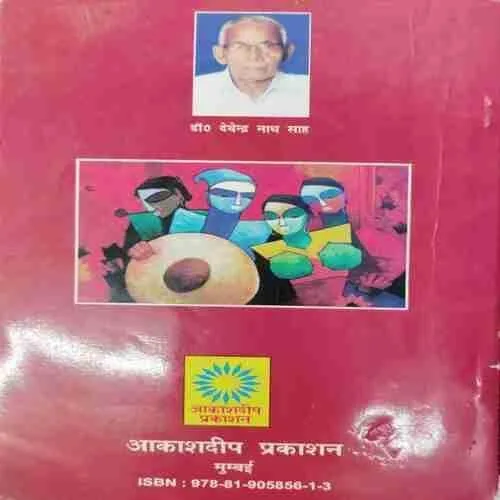 डॉ० देवेन्द्र नाथ साह
आकाशदीप
प्रकाशन
आकाशदीप प्रकाशन
मुम्बई
ISBN : 978-81-905856-1-3